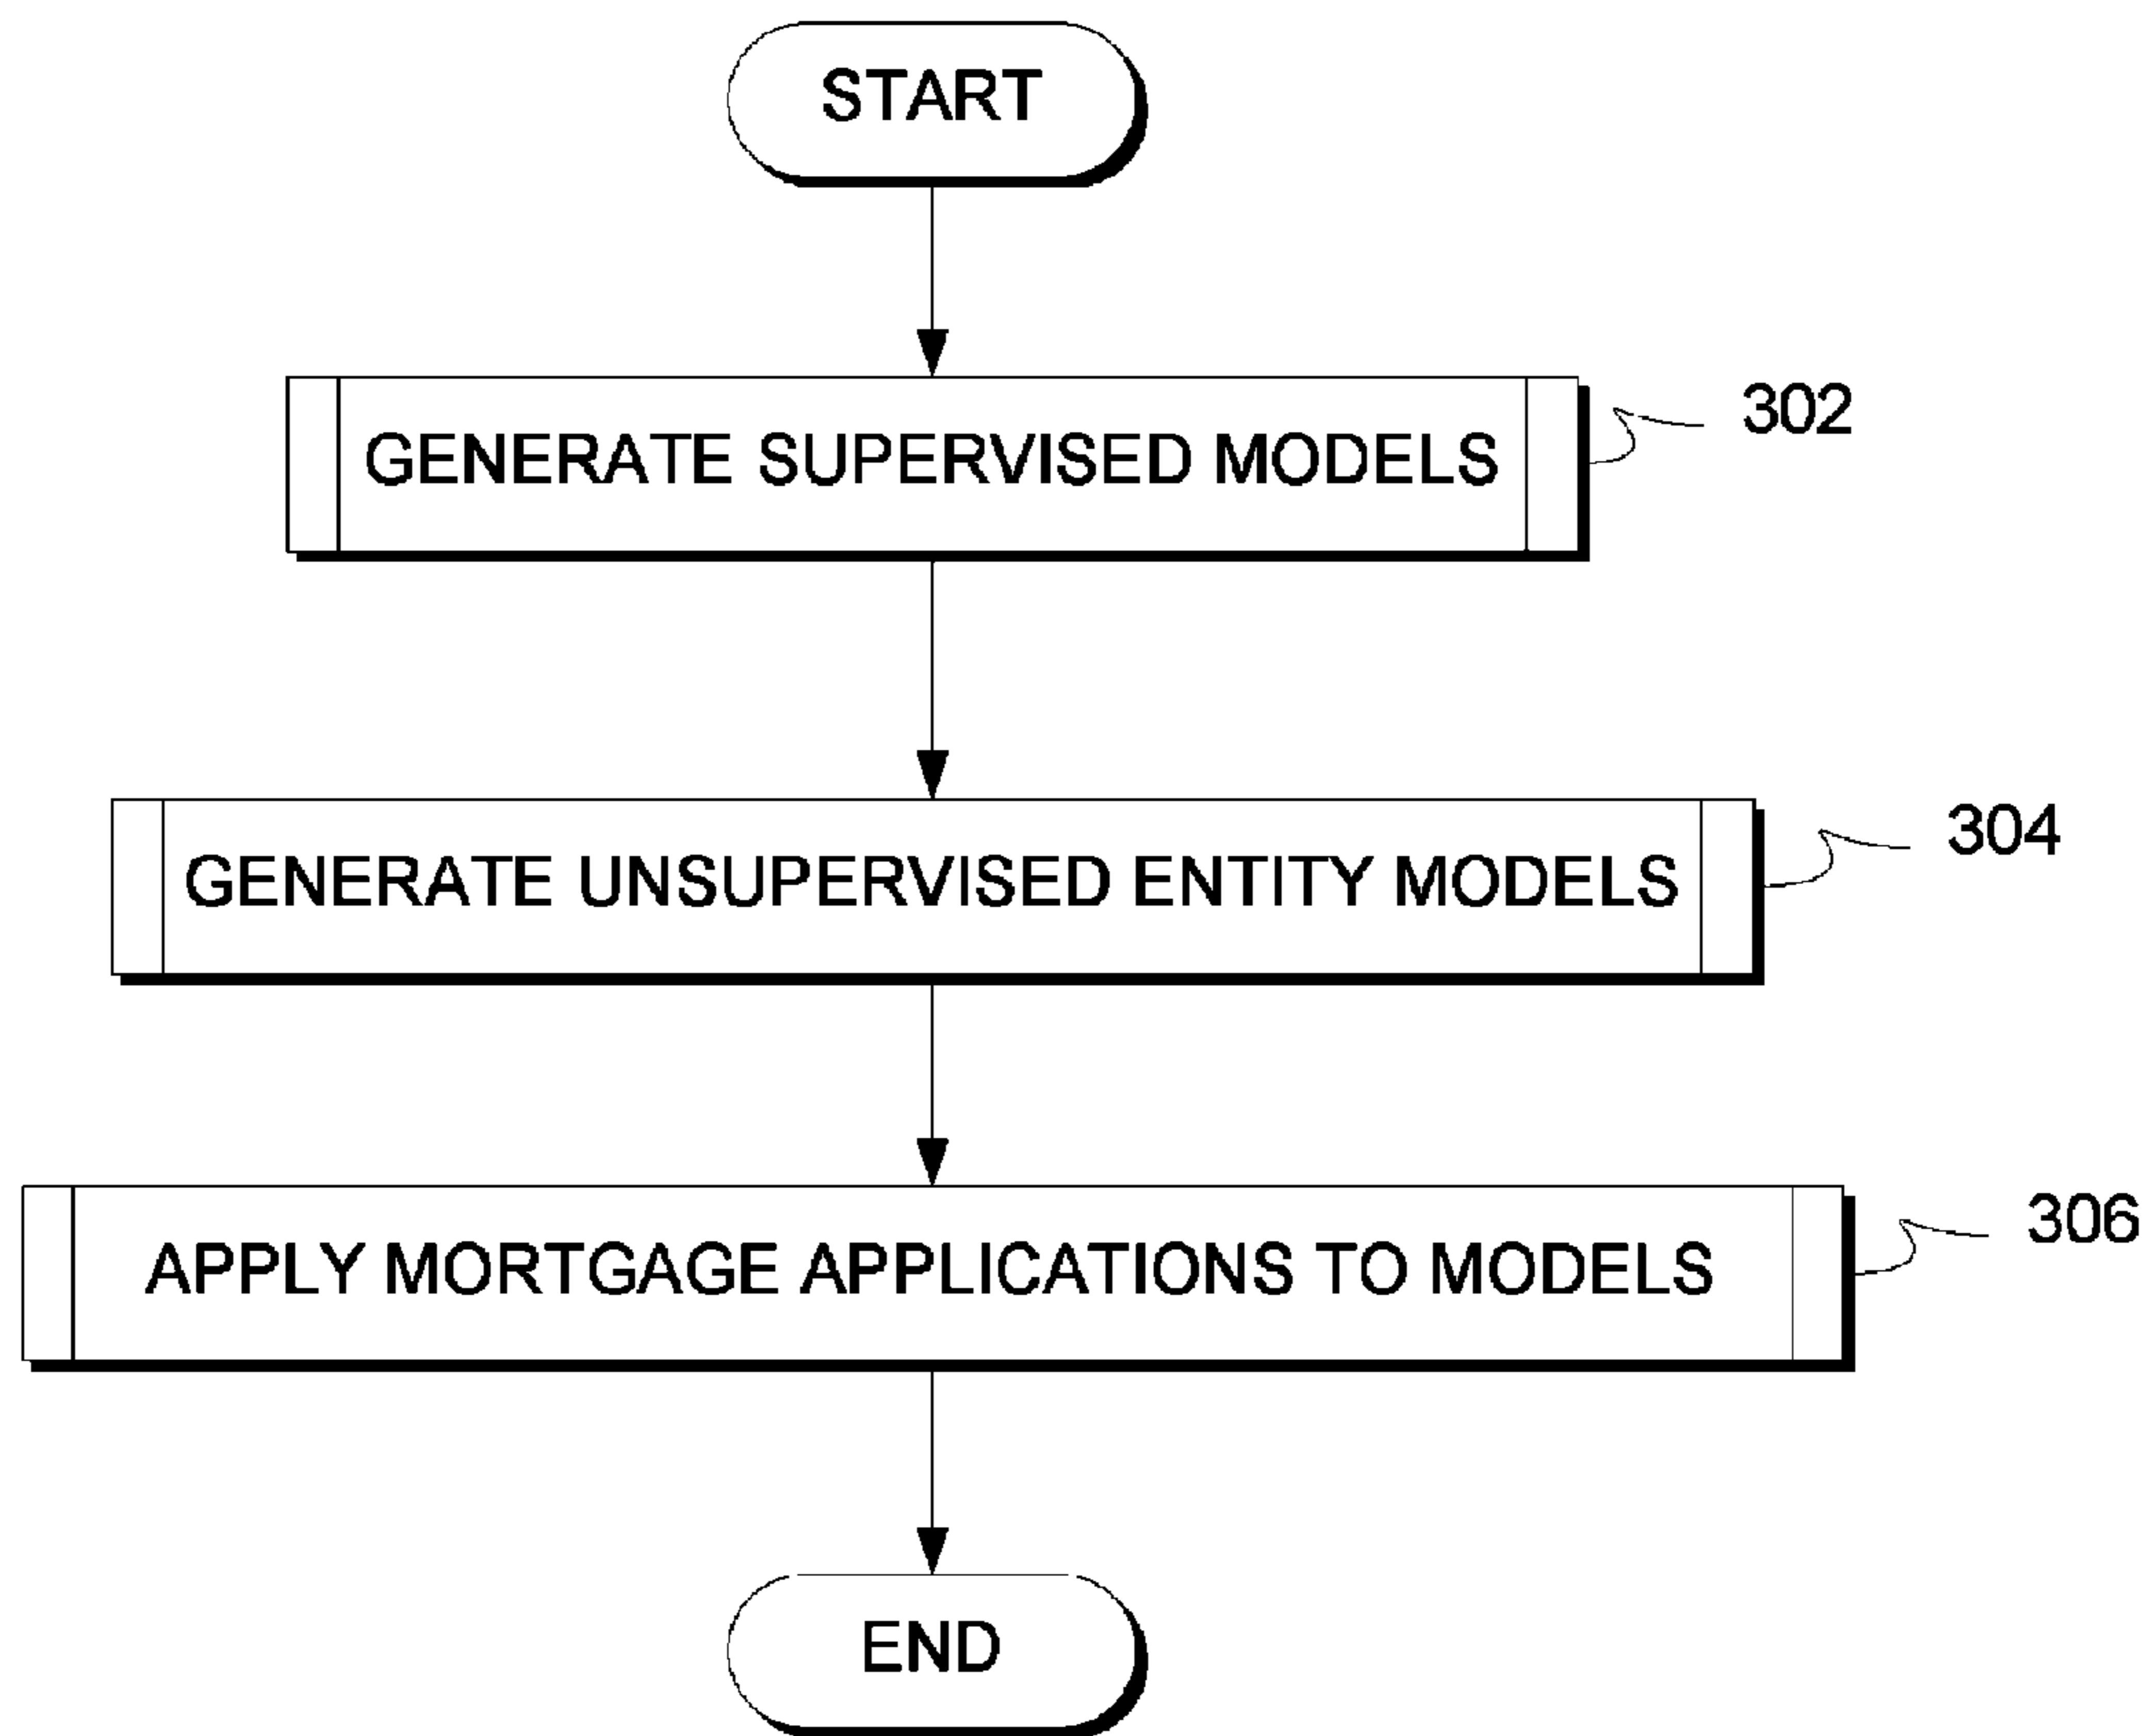 START
GENERATE SUPERVISED MODELS
302
GENERATE UNSUPERVISED ENTITY MODELS
304
APPLY MORTGAGE APPLICATIONS TO MODELS
306
END